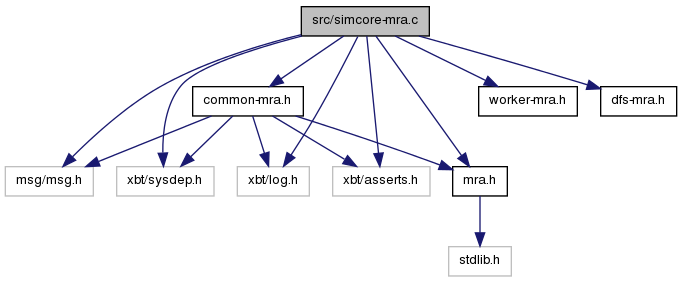 src/simcore-mra.c
common-mra.h
worker-mra.h
dfs-mra.h
msg/msg.h
xbt/sysdep.h
xbt/log.h
xbt/asserts.h
mra.h
stdlib.h